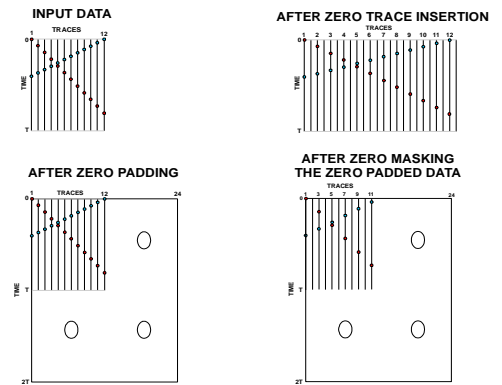 INPUT DATA
TRACES
1 12
0
TIME
T
AFTER ZERO TRACE INSERTION
TRACES
1 2 3 4 5 6 7 8 9 10 11 12
0
TIME
T
AFTER ZERO PADDING
1 TRACES 12 24
0
TIME
T
2T
AFTER ZERO MASKING
THE ZERO PADDED DATA
TRACES
1 3 5 7 9 11 24
0
TIME
T
2T